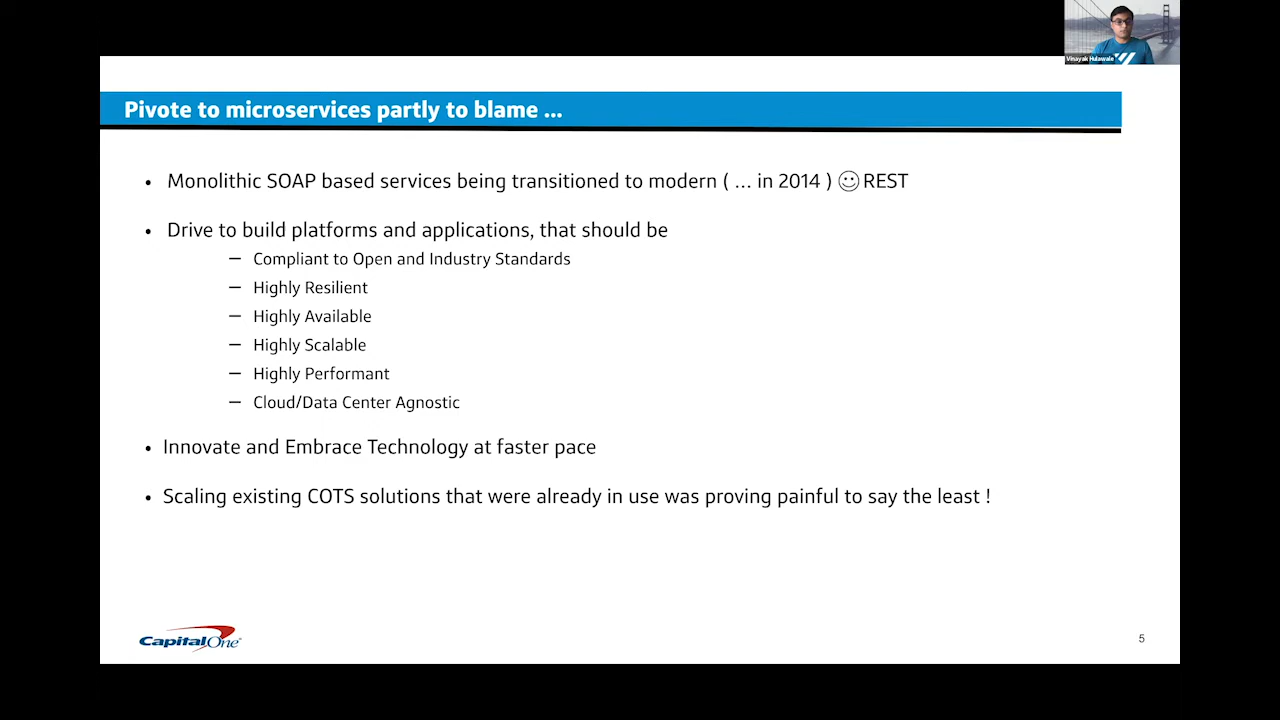 Vinayak Hulawale
Pivote to microservices partly to blame ...
• Monolithic SOAP based services being transitioned to modern ( ... in 2014 ) ☺ REST
• Drive to build platforms and applications, that should be
– Compliant to Open and Industry Standards
– Highly Resilient
– Highly Available
– Highly Scalable
– Highly Performant
– Cloud/Data Center Agnostic
• Innovate and Embrace Technology at faster pace
• Scaling existing COTS solutions that were already in use was proving painful to say the least !
CapitalOne®
5